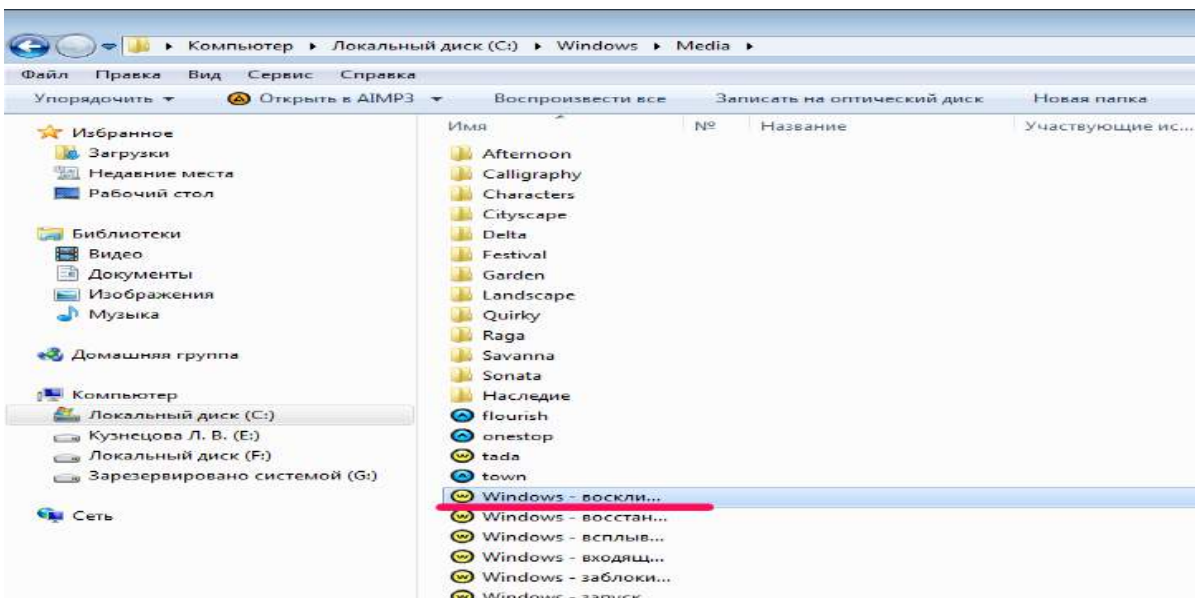 Компьютер ▸ Локальный диск (C:) ▸ Windows ▸ Media ▸
Файл Правка Вид Сервис Справка
Упорядочить Открыть в AIMP3 Воспроизвести все Записать на оптический диск Новая папка
Имя № Название Участвующие ис...
Избранное
Загрузки
Недавние места
Рабочий стол
Библиотеки
Видео
Документы
Изображения
Музыка
Домашняя группа
Компьютер
Локальный диск (C:)
Кузнецова Л. В. (E:)
Локальный диск (F:)
Зарезервировано системой (G:)
Сеть
Afternoon
Calligraphy
Characters
Cityscape
Delta
Festival
Garden
Landscape
Quirky
Raga
Savanna
Sonata
Наследие
flourish
onestop
tada
town
Windows - воскли...
Windows - восстан...
Windows - всплыв...
Windows - входящ...
Windows - заблоки...
Windows - запуск